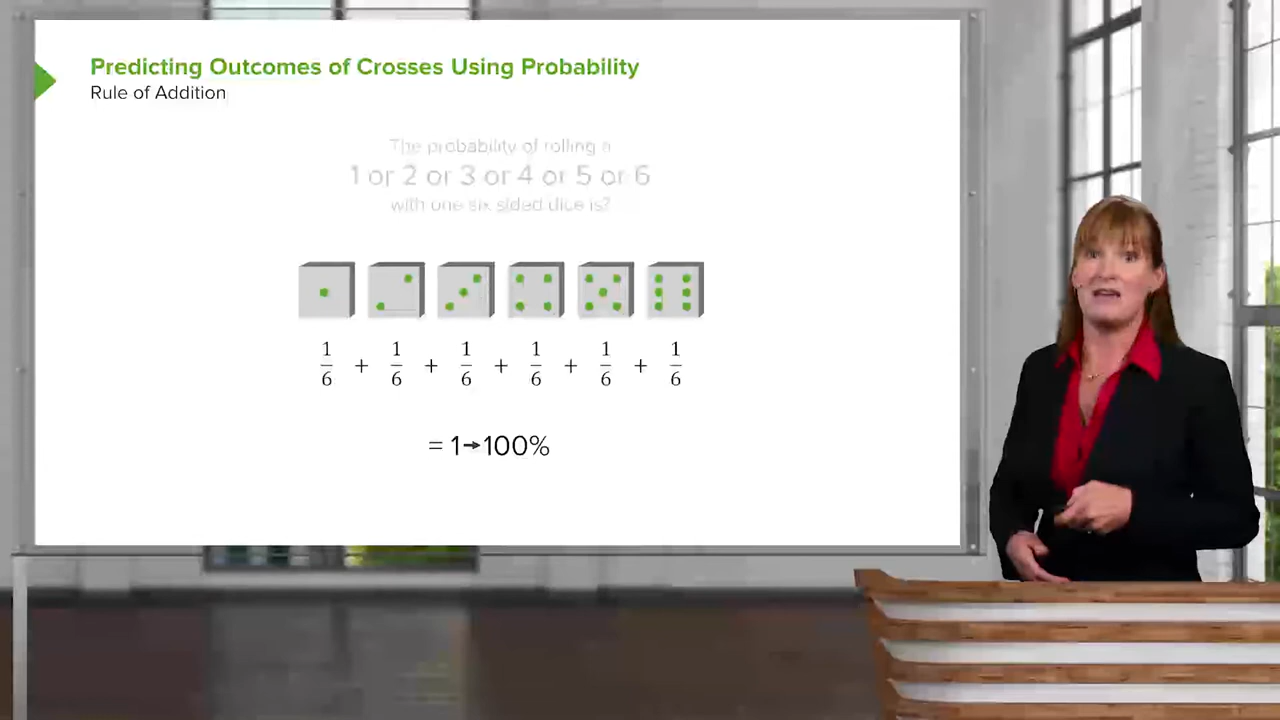 Predicting Outcomes of Crosses Using Probability
Rule of Addition
The probability of rolling a
1 or 2 or 3 or 4 or 5 or 6
with one six sided dice is?
1/6 + 1/6 + 1/6 + 1/6 + 1/6 + 1/6
= 1→100%